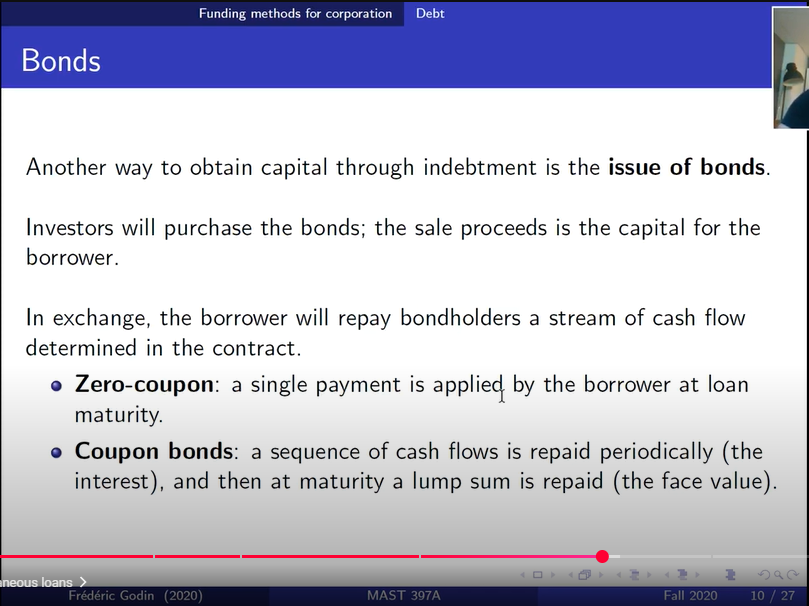 Funding methods for corporation Debt
Bonds
Another way to obtain capital through indebtment is the issue of bonds.
Investors will purchase the bonds; the sale proceeds is the capital for the
borrower.
In exchange, the borrower will repay bondholders a stream of cash flow
determined in the contract.
Zero-coupon: a single payment is applied by the borrower at loan
maturity.
Coupon bonds: a sequence of cash flows is repaid periodically (the
interest), and then at maturity a lump sum is repaid (the face value).
neous loans
Frédéric Godin (2020) MAST 397A Fall 2020 10 / 27